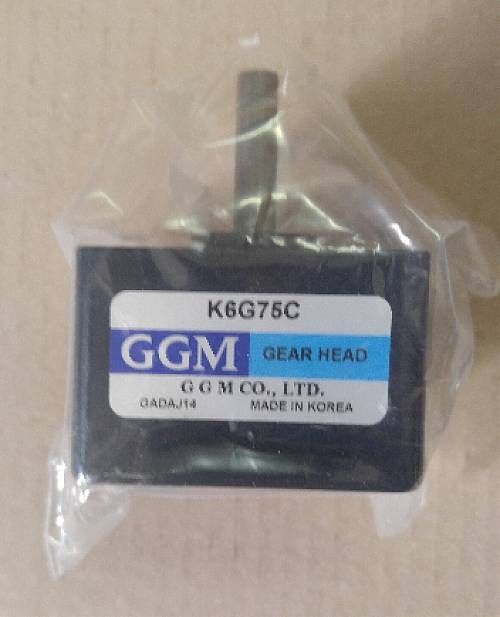 K6G75C
GGM GEAR HEAD
G G M CO., LTD.
GADAJ14 MADE IN KOREA